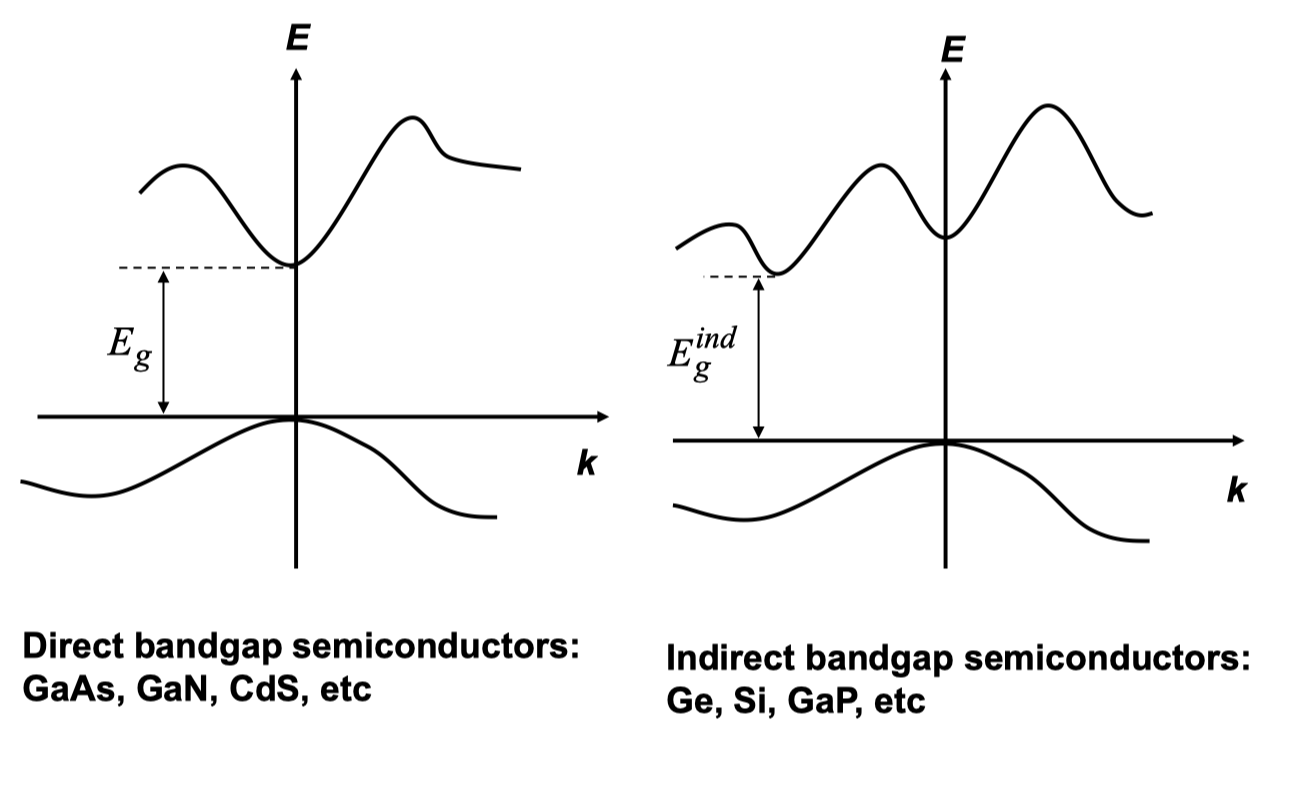 E
E
E_g
E_g^{ind}
k
k
Direct bandgap semiconductors:
GaAs, GaN, CdS, etc
Indirect bandgap semiconductors:
Ge, Si, GaP, etc